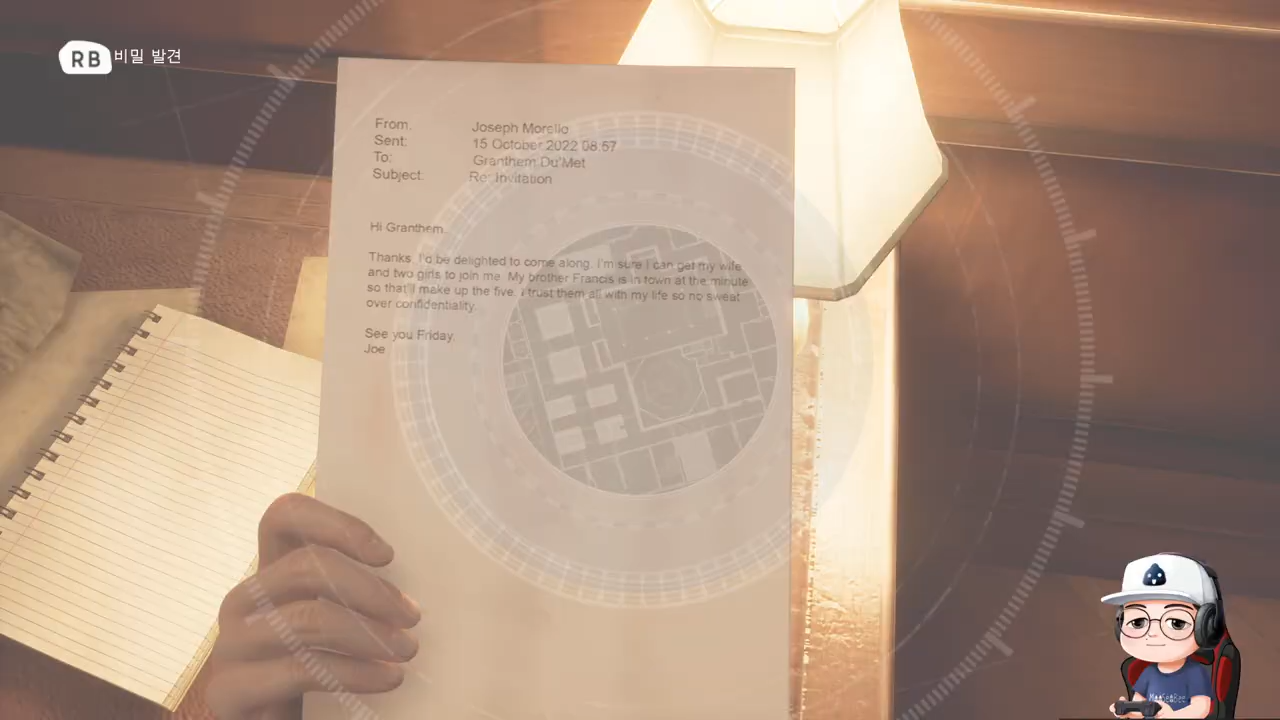 RB 비밀 발견
From: Joseph Morello
Sent: 15 October 2022 08:57
To: Granthem Du'Met
Subject: Re: Invitation
Hi Granthem,
Thanks, I'd be delighted to come along. I'm sure I can get my wife
and two girls to join me. My brother Francis is in town at the minute
so that'll make up the five. I trust them all with my life so no sweat
over confidentiality.
See you Friday,
Joe